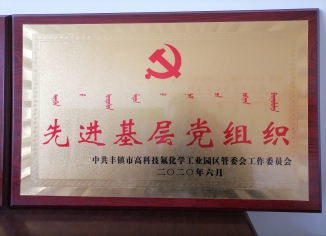 先进基层党组织
中共丰镇市高科技氟化学工业园区管委会工作委员会
二〇二〇年六月